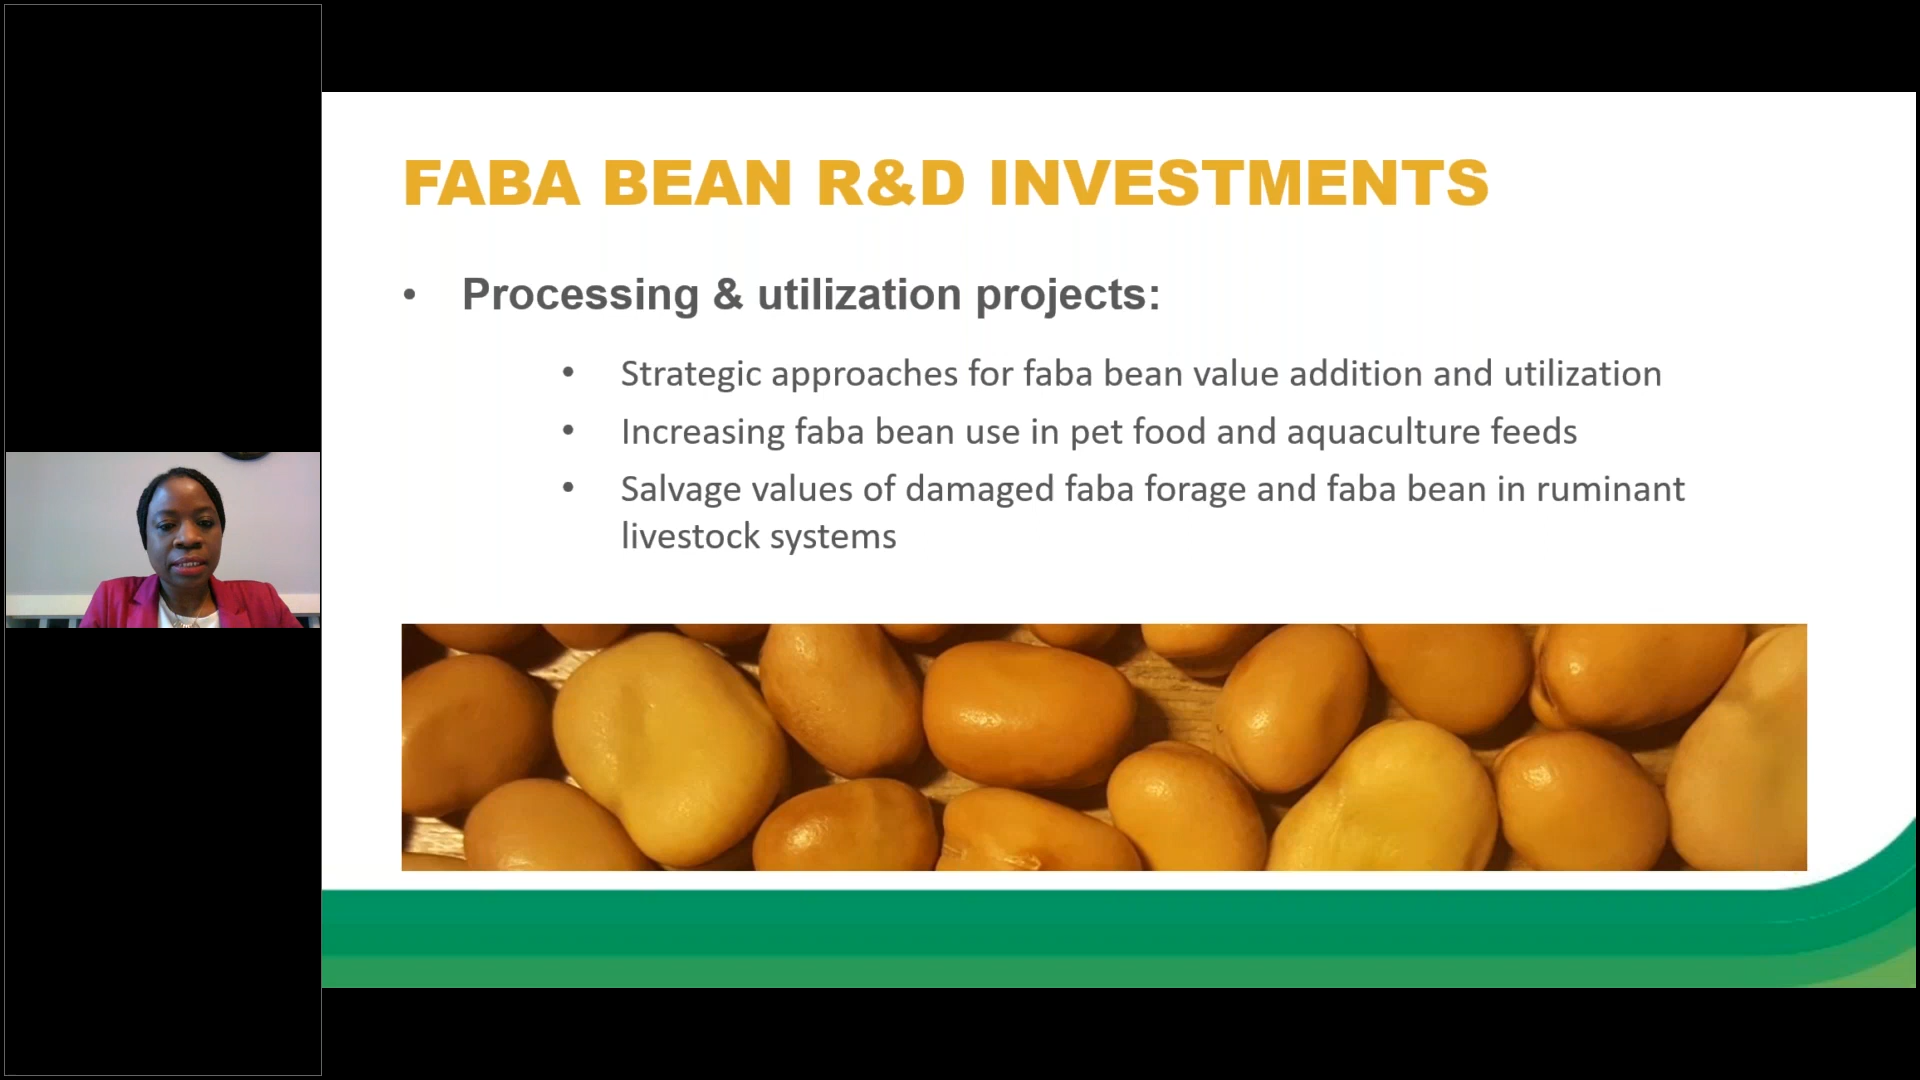 FABA BEAN R&D INVESTMENTS
• Processing & utilization projects:
• Strategic approaches for faba bean value addition and utilization
• Increasing faba bean use in pet food and aquaculture feeds
• Salvage values of damaged faba forage and faba bean in ruminant
livestock systems